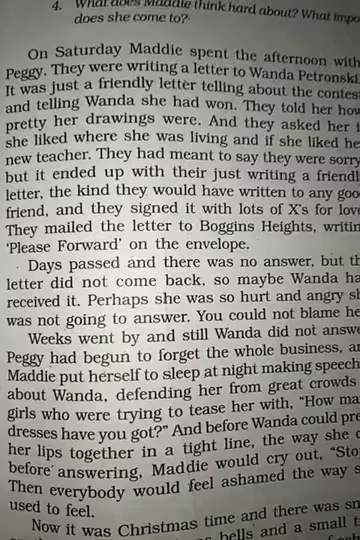 4. What does Maddie think hard about? What
does she come to?
On Saturday Maddie spent the afternoon with
Peggy. They were writing a letter to Wanda Petronski.
It was just a friendly letter telling about the contest
and telling Wanda she had won. They told her how
pretty her drawings were. And they asked her
she liked where she was living and if she liked he
new teacher. They had meant to say they were sorry
but it ended up with their just writing a friendl
letter, the kind they would have written to any goo
friend, and they signed it with lots of X's for love
They mailed the letter to Boggins Heights, writin
'Please Forward' on the envelope.
Days passed and there was no answer, but th
letter did not come back, so maybe Wanda ha
received it. Perhaps she was so hurt and angry sh
was not going to answer. You could not blame he
Weeks went by and still Wanda did not answe
Peggy had begun to forget the whole business, an
Maddie put herself to sleep at night making speech
about Wanda, defending her from great crowds
girls who were trying to tease her with, "How ma
dresses have you got?" And before Wanda could pre
her lips together in a tight line, the way she d
before answering, Maddie would cry out, "Sto
Then everybody would feel ashamed the way s
used to feel.
Now it was Christmas time and there was sn
bells and a small t